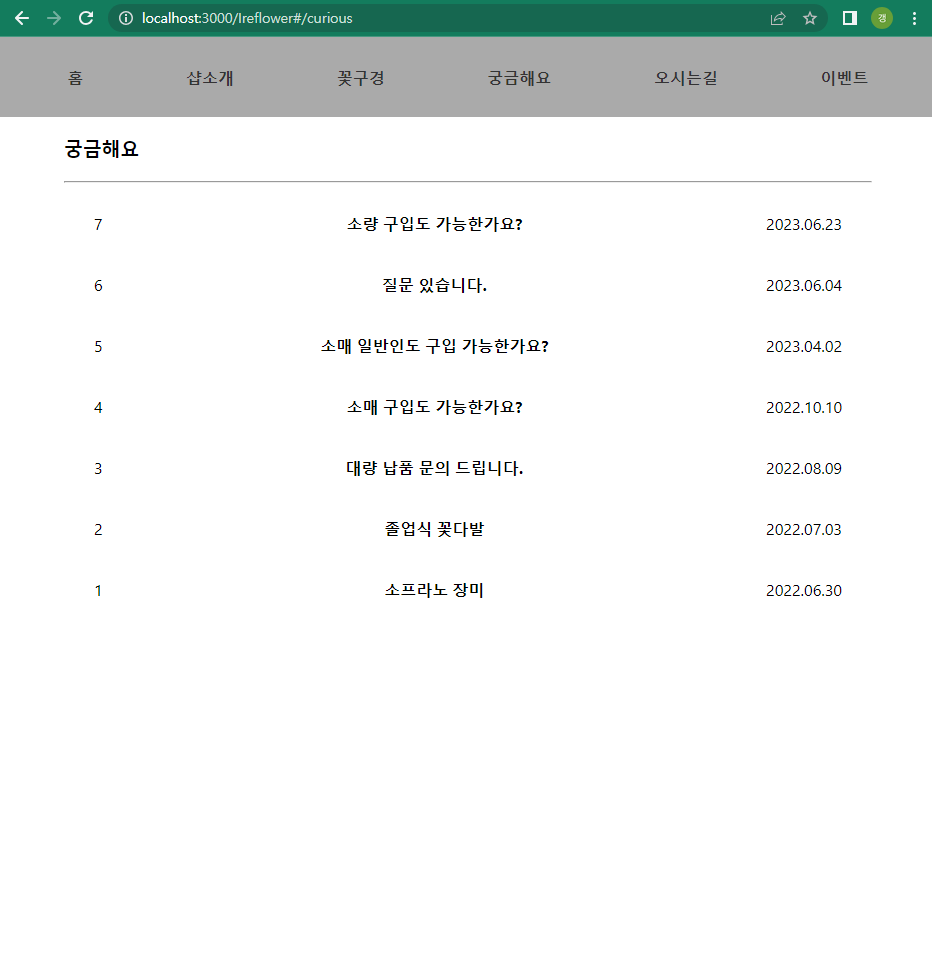 localhost:3000/Ireflower#/curious
갱
홈 샵소개 꽃구경 궁금해요 오시는길 이벤트
궁금해요
7 소량 구입도 가능한가요? 2023.06.23
6 질문 있습니다. 2023.06.04
5 소매 일반인도 구입 가능한가요? 2023.04.02
4 소매 구입도 가능한가요? 2022.10.10
3 대량 납품 문의 드립니다. 2022.08.09
2 졸업식 꽃다발 2022.07.03
1 소프라노 장미 2022.06.30